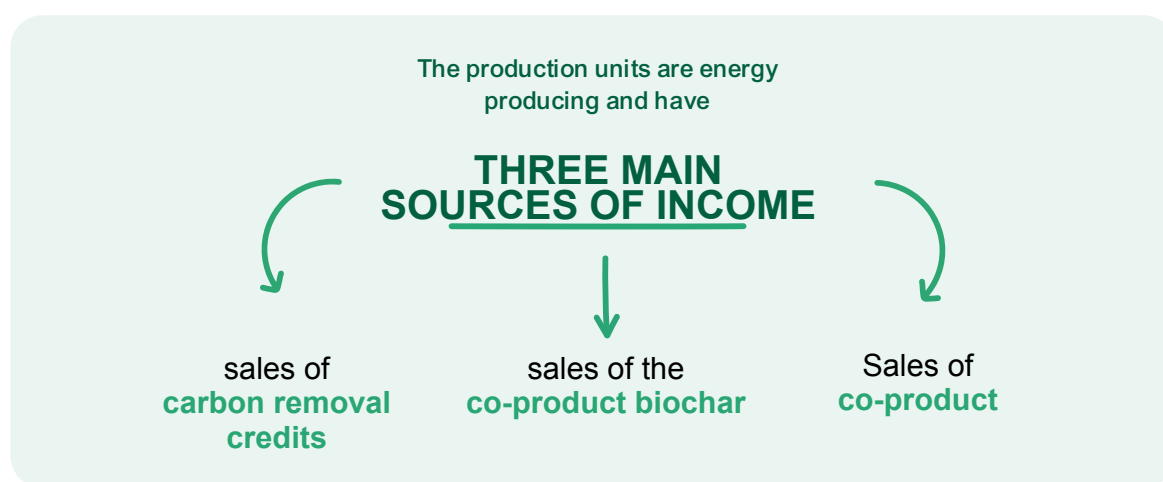 The production units are energy
producing and have
THREE MAIN
SOURCES OF INCOME
sales of
carbon removal
credits
sales of the
co-product biochar
Sales of
co-product